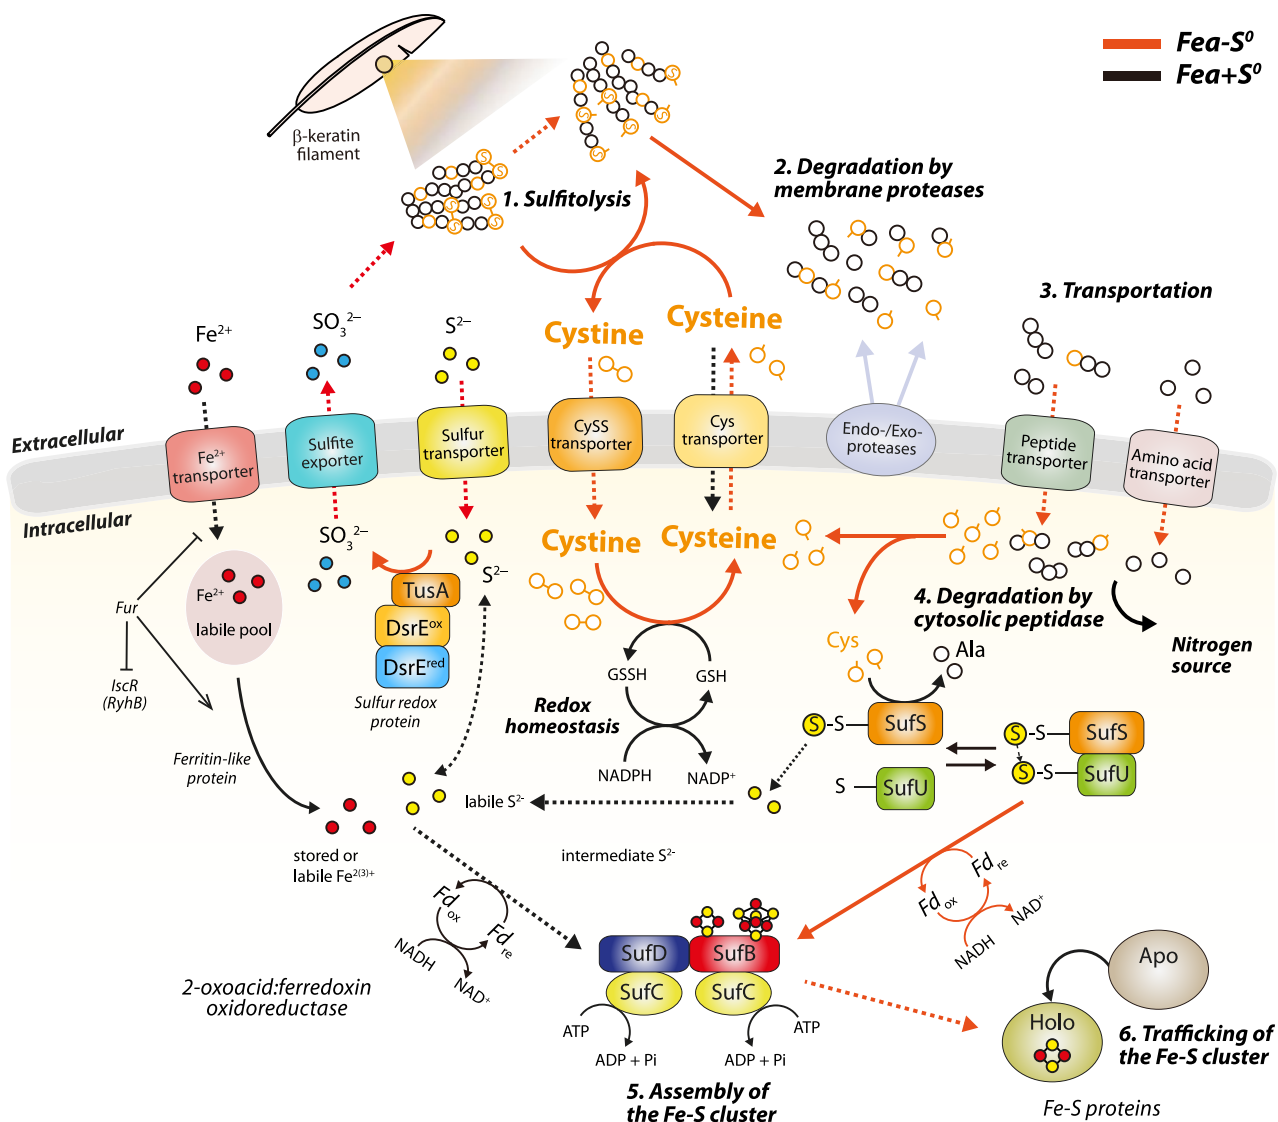 Fea-S⁰
Fea+S⁰
β-keratin
filament
1. Sulfitolysis
2. Degradation by
membrane proteases
3. Transportation
Fe²⁺
SO₃²⁻
S²⁻
Cystine
Cysteine
Extracellular
Fe²⁺
transporter
Sulfite
exporter
Sulfur
transporter
CySS
transporter
Cys
transporter
Endo-/Exo-
proteases
Peptide
transporter
Amino acid
transporter
Intracellular
SO₃²⁻
S²⁻
Cystine
Cysteine
Fe²⁺
labile pool
Fur
IscR
(RyhB)
TusA
DsrEᵒˣ
DsrEʳᵉᵈ
Sulfur redox
protein
GSSH
GSH
Redox
homeostasis
NADPH
NADP⁺
4. Degradation by
cytosolic peptidase
Cys
Ala
Nitrogen
source
S
-S
SufS
S
SufU
S
-S
SufS
S
-S
SufU
Ferritin-like
protein
labile S²⁻
intermediate S²⁻
stored or
labile Fe²⁽³⁾⁺
Fd ox
Fd re
NADH
NAD⁺
Fd re
Fd ox
NADH
NAD⁺
2-oxoacid:ferredoxin
oxidoreductase
SufD
SufB
SufC
SufC
ATP
ADP + Pi
ATP
ADP + Pi
5. Assembly of
the Fe-S cluster
Apo
Holo
6. Trafficking of
the Fe-S cluster
Fe-S proteins